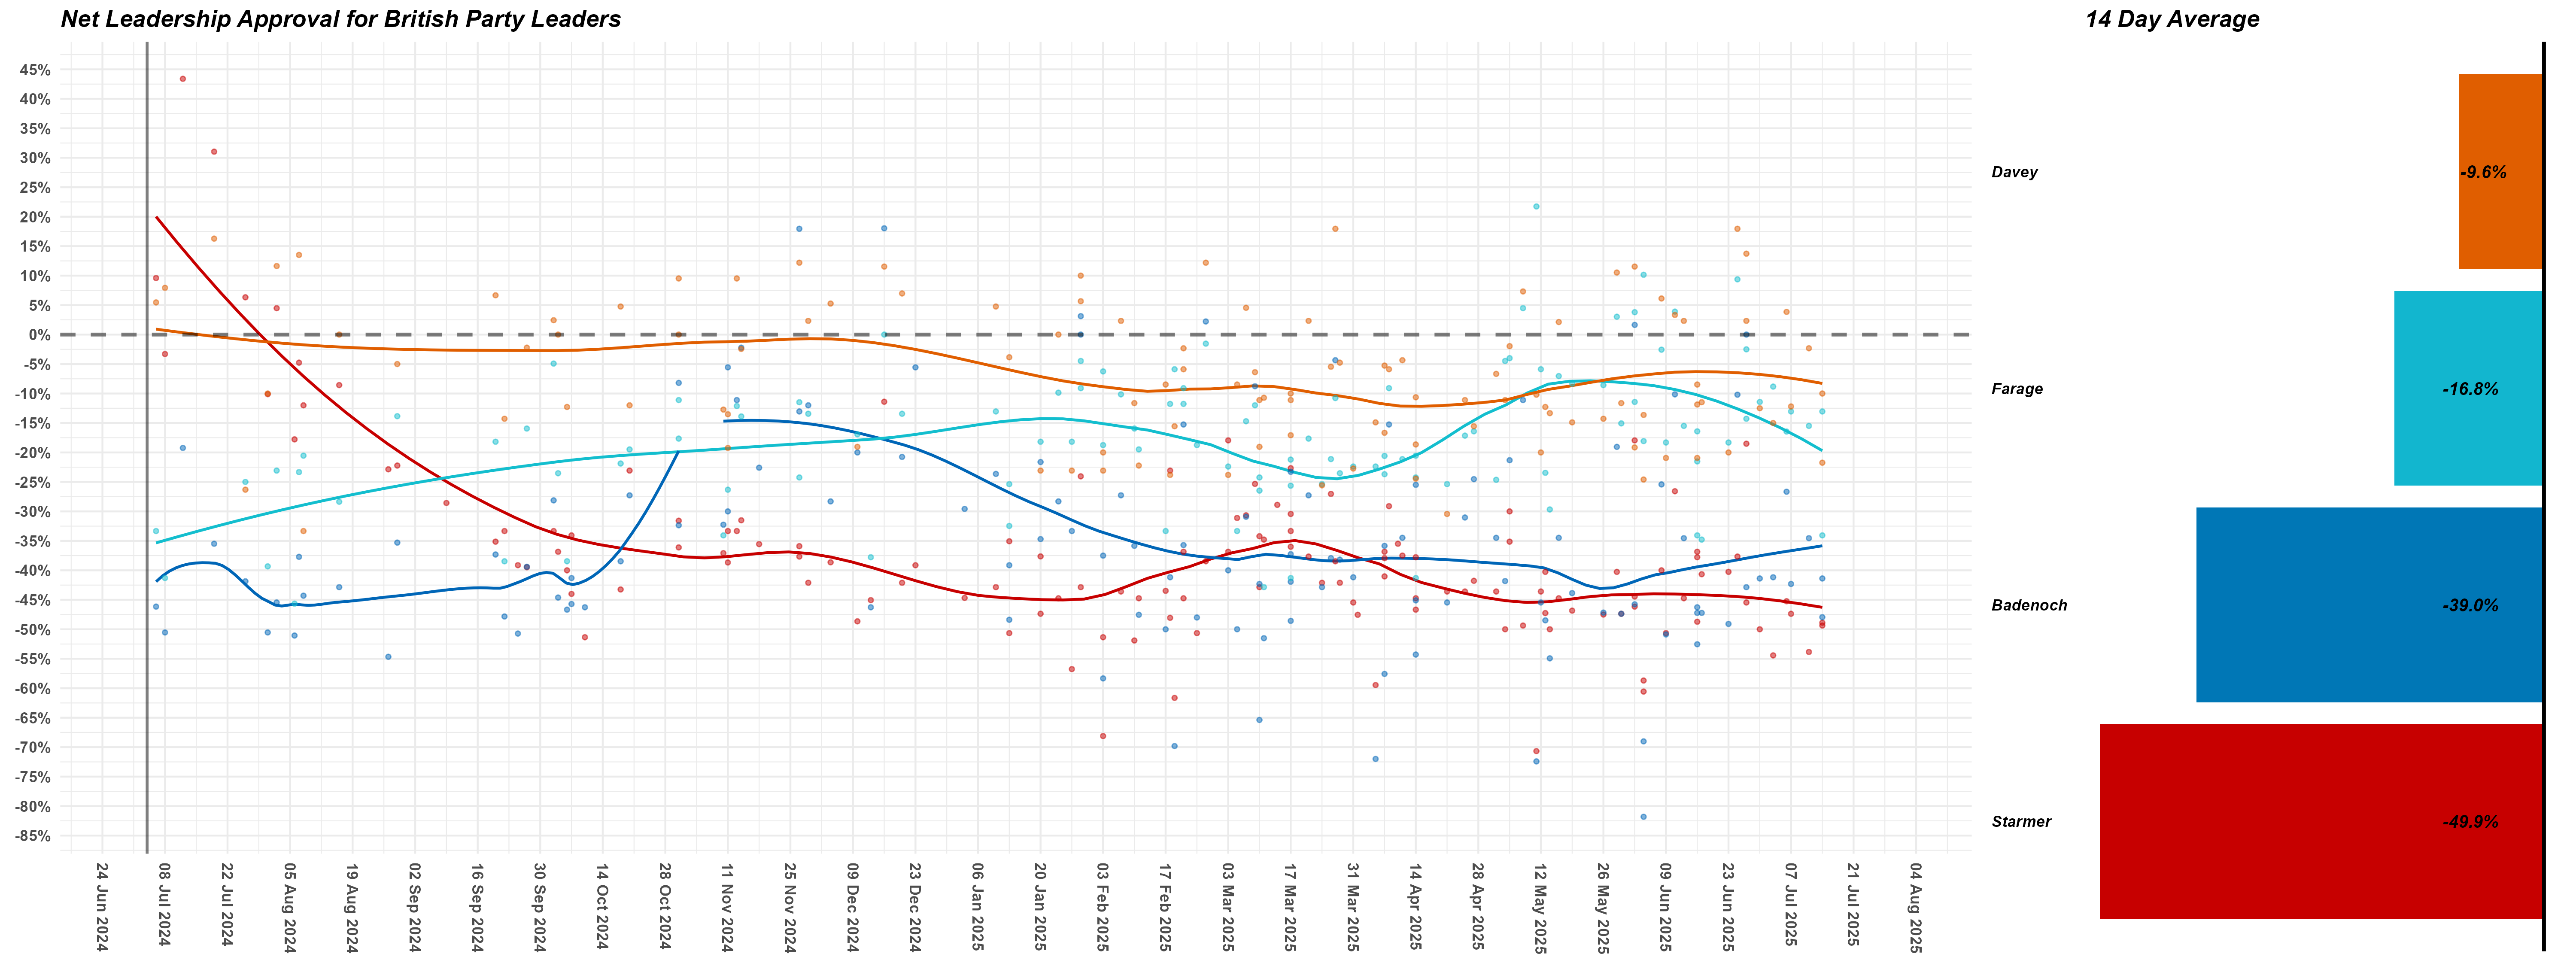 Net Leadership Approval for British Party Leaders
45%
40%
35%
30%
25%
20%
15%
10%
5%
0%
-5%
-10%
-15%
-20%
-25%
-30%
-35%
-40%
-45%
-50%
-55%
-60%
-65%
-70%
-75%
-80%
-85%
24 Jun 2024
08 Jul 2024
22 Jul 2024
05 Aug 2024
19 Aug 2024
02 Sep 2024
16 Sep 2024
30 Sep 2024
14 Oct 2024
28 Oct 2024
11 Nov 2024
25 Nov 2024
09 Dec 2024
23 Dec 2024
06 Jan 2025
20 Jan 2025
03 Feb 2025
17 Feb 2025
03 Mar 2025
17 Mar 2025
31 Mar 2025
14 Apr 2025
28 Apr 2025
12 May 2025
26 May 2025
09 Jun 2025
23 Jun 2025
07 Jul 2025
21 Jul 2025
04 Aug 2025
14 Day Average
Davey
-9.6%
Farage
-16.8%
Badenoch
-39.0%
Starmer
-49.9%